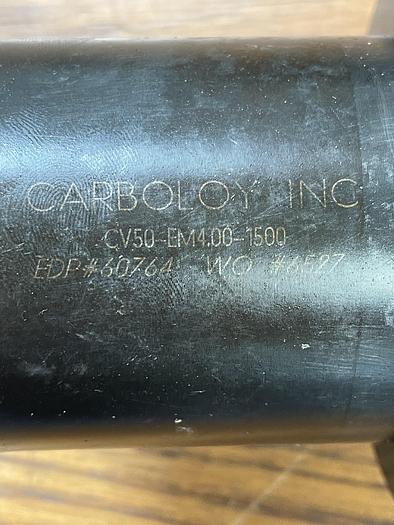 CARBOLOY INC
CV50-EM4.00-1500
EDP#60764 WO #6527